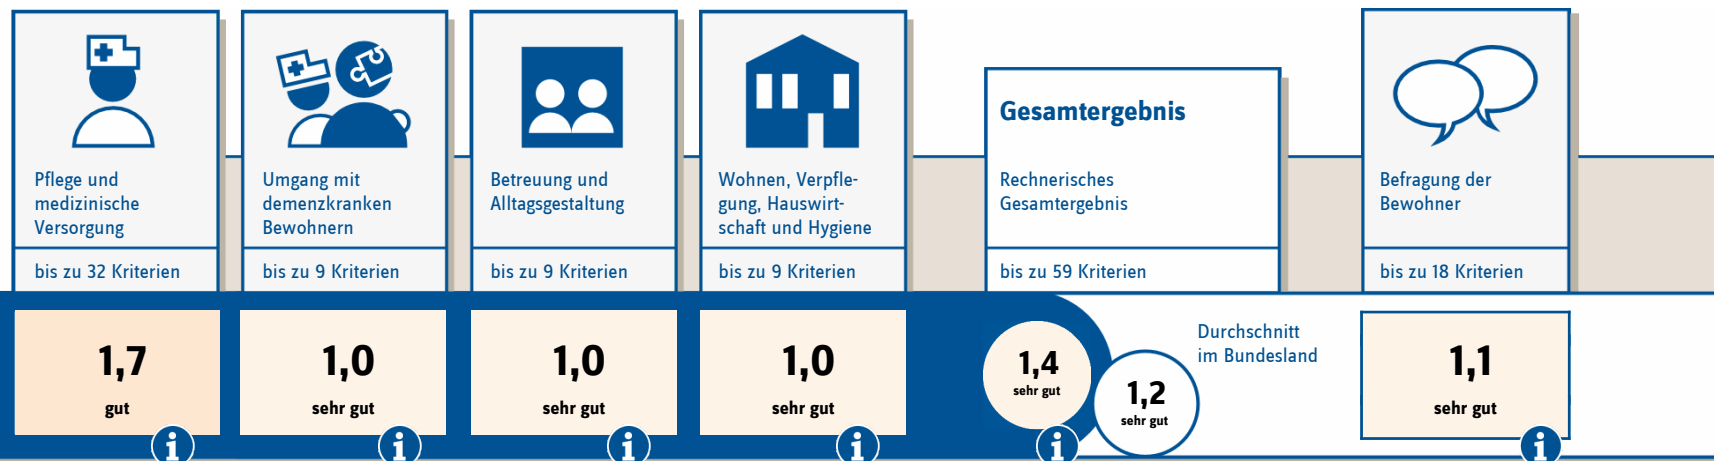 Pflege und
medizinische
Versorgung
bis zu 32 Kriterien
1,7
gut
Umgang mit
demenzkranken
Bewohnern
bis zu 9 Kriterien
1,0
sehr gut
Betreuung und
Alltagsgestaltung
bis zu 9 Kriterien
1,0
sehr gut
Wohnen, Verpfle-
gung, Hauswirt-
schaft und Hygiene
bis zu 9 Kriterien
1,0
sehr gut
Gesamtergebnis
Rechnerisches
Gesamtergebnis
bis zu 59 Kriterien
1,4
sehr gut
Durchschnitt
im Bundesland
1,2
sehr gut
Befragung der
Bewohner
bis zu 18 Kriterien
1,1
sehr gut